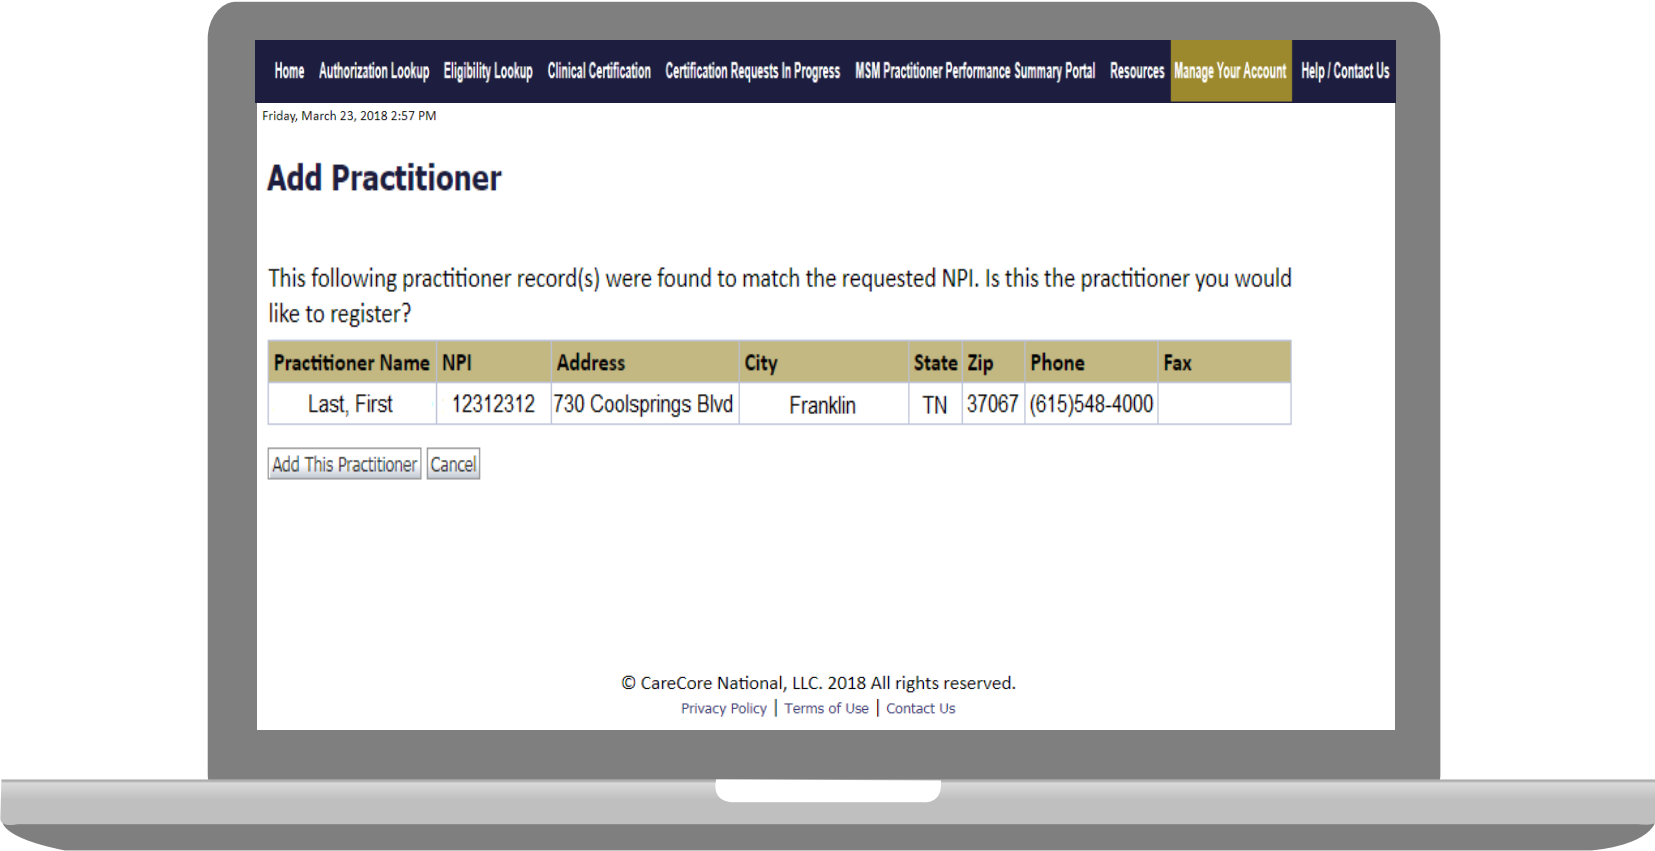 Home Authorization Lookup Eligibility Lookup Clinical Certification Certification Requests In Progress MSM Practitioner Performance Summary Portal Resources Manage Your Account Help / Contact Us
Friday, March 23, 2018 2:57 PM
Add Practitioner
This following practitioner record(s) were found to match the requested NPI. Is this the practitioner you would
like to register?
Practitioner Name NPI Address City State Zip Phone Fax
Last, First 12312312 730 Coolsprings Blvd Franklin TN 37067 (615)548-4000
Add This Practitioner Cancel
© CareCore National, LLC. 2018 All rights reserved.
Privacy Policy | Terms of Use | Contact Us